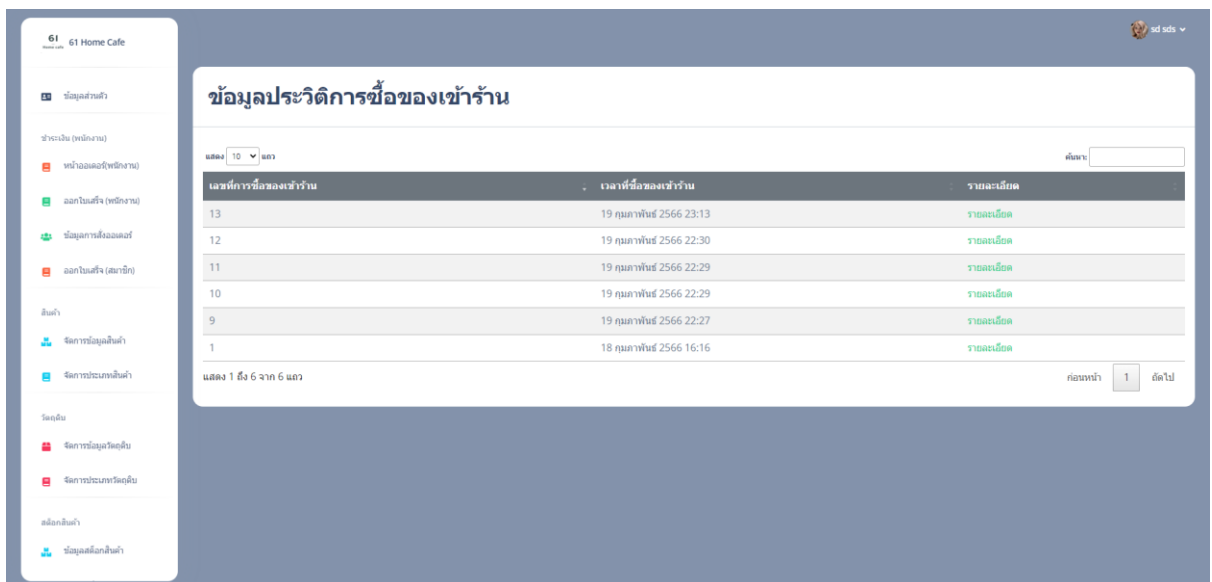 61
Home cafe
61 Home Cafe
sd sds
ข้อมูลส่วนตัว
ชำระเงิน (พนักงาน)
หน้าออเดอร์(พนักงาน)
ออกใบเสร็จ (พนักงาน)
ข้อมูลการสั่งออเดอร์
ออกใบเสร็จ (สมาชิก)
สินค้า
จัดการข้อมูลสินค้า
จัดการประเภทสินค้า
วัตถุดิบ
จัดการข้อมูลวัตถุดิบ
จัดการประเภทวัตถุดิบ
สต๊อกสินค้า
ข้อมูลสต๊อกสินค้า
ข้อมูลประวิติการซื้อของเข้าร้าน
แสดง 10 แถว
ค้นหา:
เลขที่การซื้อของเข้าร้าน เวลาที่ซื้อของเข้าร้าน รายละเอียด
13 19 กุมภาพันธ์ 2566 23:13 รายละเอียด
12 19 กุมภาพันธ์ 2566 22:30 รายละเอียด
11 19 กุมภาพันธ์ 2566 22:29 รายละเอียด
10 19 กุมภาพันธ์ 2566 22:29 รายละเอียด
9 19 กุมภาพันธ์ 2566 22:27 รายละเอียด
1 18 กุมภาพันธ์ 2566 16:16 รายละเอียด
แสดง 1 ถึง 6 จาก 6 แถว
ก่อนหน้า 1 ถัดไป